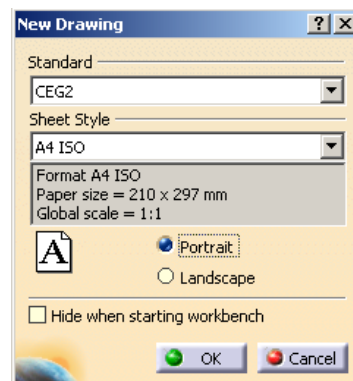 New Drawing
Standard
CEG2
Sheet Style
A4 ISO
Format A4 ISO
Paper size = 210 x 297 mm
Global scale = 1:1
A
Portrait
Landscape
Hide when starting workbench
OK Cancel